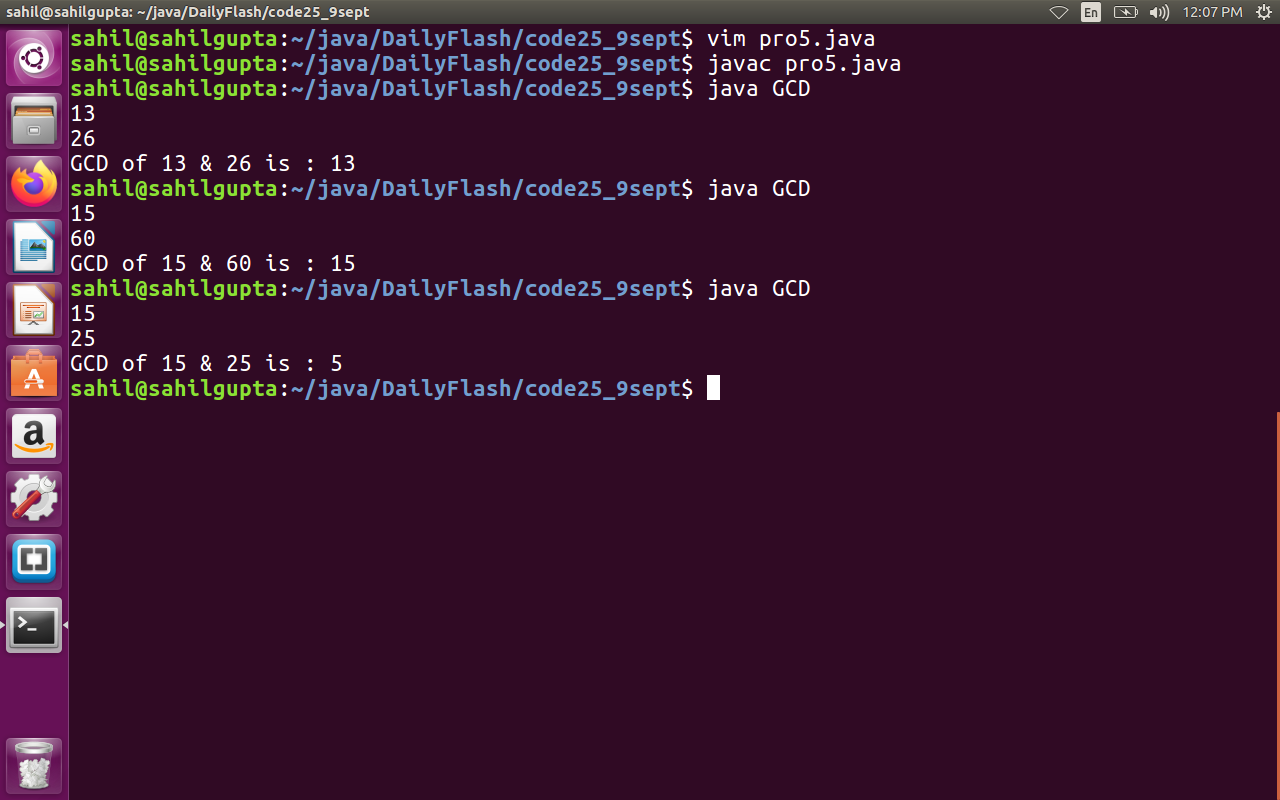 sahil@sahilgupta: ~/java/DailyFlash/code25_9sept En 12:07 PM
sahil@sahilgupta:~/java/DailyFlash/code25_9sept$ vim pro5.java
sahil@sahilgupta:~/java/DailyFlash/code25_9sept$ javac pro5.java
sahil@sahilgupta:~/java/DailyFlash/code25_9sept$ java GCD
13
26
GCD of 13 & 26 is : 13
sahil@sahilgupta:~/java/DailyFlash/code25_9sept$ java GCD
15
60
GCD of 15 & 60 is : 15
sahil@sahilgupta:~/java/DailyFlash/code25_9sept$ java GCD
15
25
GCD of 15 & 25 is : 5
sahil@sahilgupta:~/java/DailyFlash/code25_9sept$